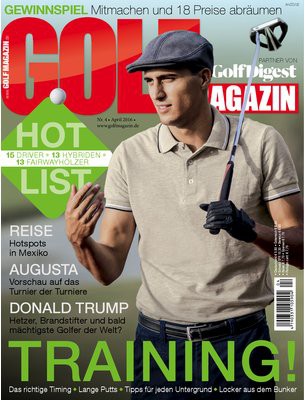 GEWINNSPIEL Mitmachen und 18 Preise abräumen
GOLF
MAGAZIN
PARTNER VON
GolfDigest
Nr. 4 • April 2016 •
www.golfmagazin.de
HOT
LIST
15 DRIVER • 13 HYBRIDEN •
13 FAIRWAYHÖLZER
REISE
Hotspots
in Mexiko
AUGUSTA
Vorschau auf das
Turnier der Turniere
DONALD TRUMP
Hetzer, Brandstifter und bald
mächtigster Golfer der Welt?
TRAINING!
Das richtige Timing • Lange Putts • Tipps für jeden Untergrund • Locker aus dem Bunker